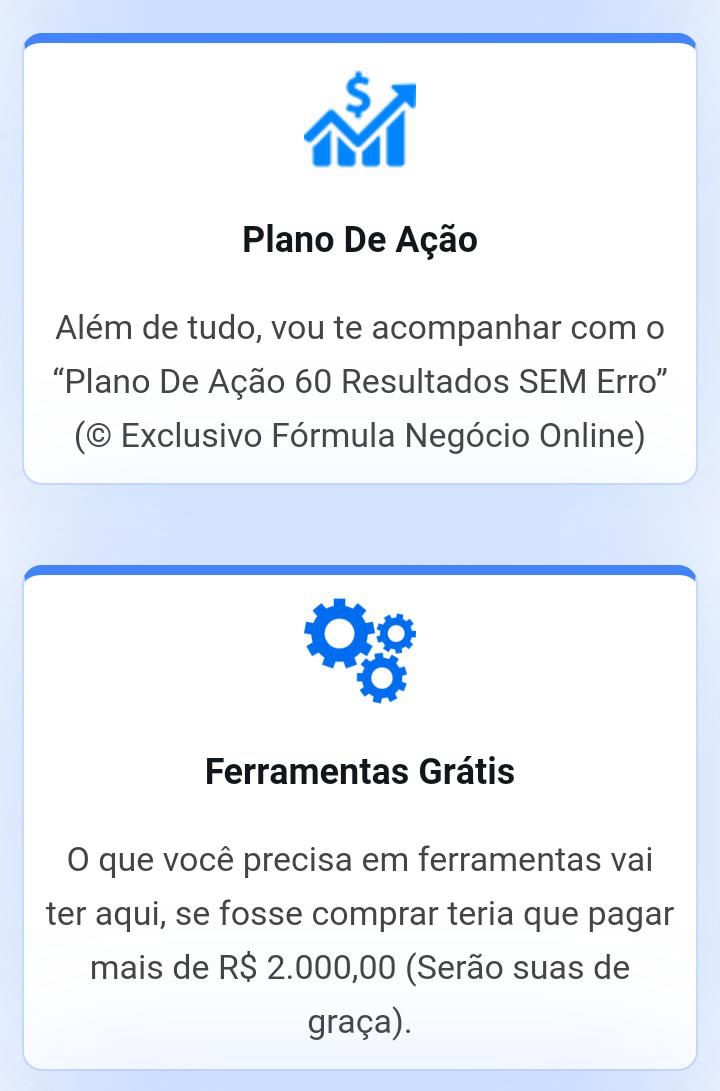 $
Plano De Ação
Além de tudo, vou te acompanhar com o
“Plano De Ação 60 Resultados SEM Erro”
(© Exclusivo Fórmula Negócio Online)
Ferramentas Grátis
O que você precisa em ferramentas vai
ter aqui, se fosse comprar teria que pagar
mais de R$ 2.000,00 (Serão suas de
graça).